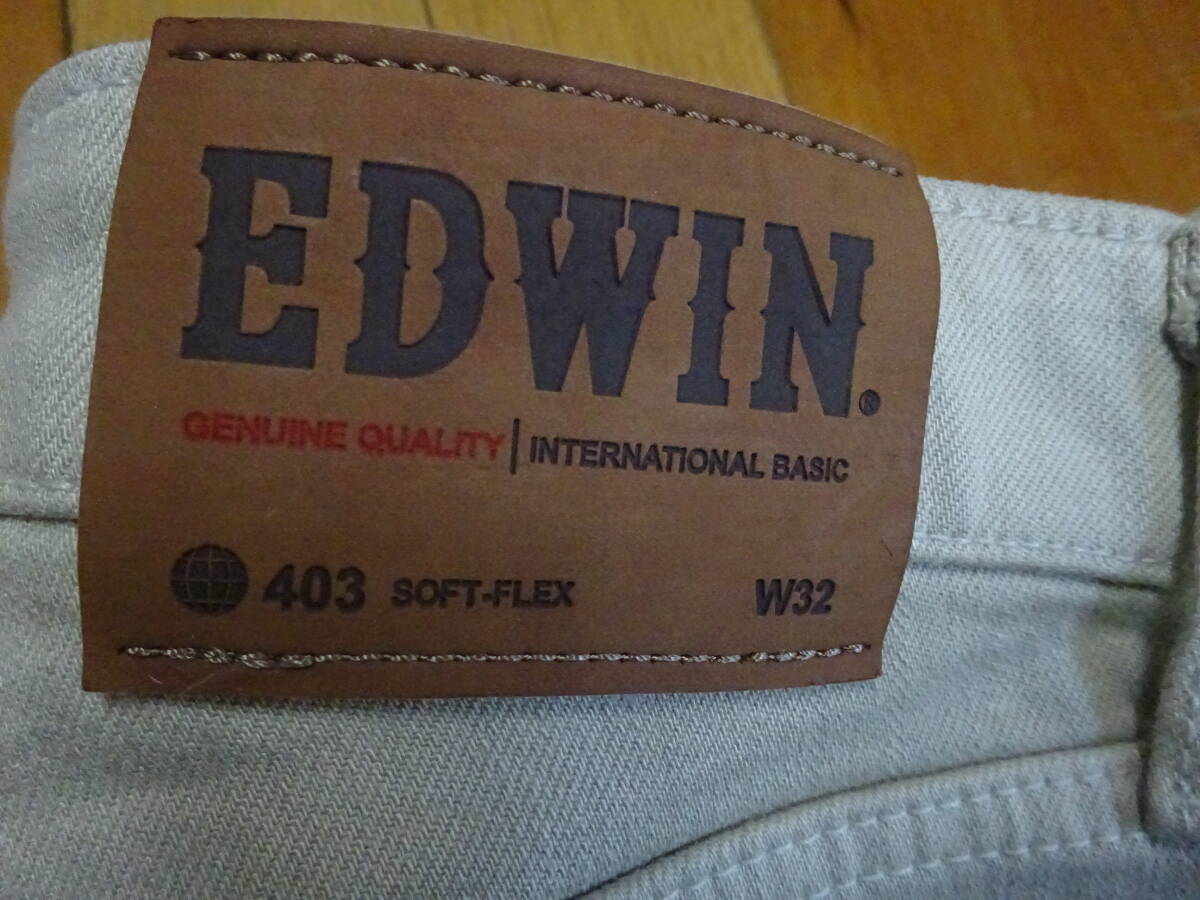 EDWIN®
GENUINE QUALITY | INTERNATIONAL BASIC
403 SOFT-FLEX W32